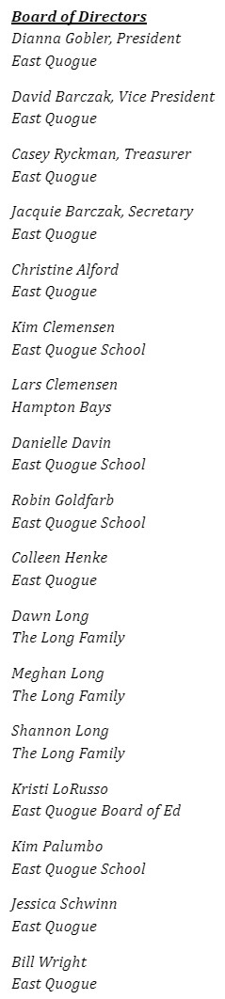 Board of Directors
Dianna Gobler, President
East Quogue
David Barczak, Vice President
East Quogue
Casey Ryckman, Treasurer
East Quogue
Jacquie Barczak, Secretary
East Quogue
Christine Alford
East Quogue
Kim Clemensen
East Quogue School
Lars Clemensen
Hampton Bays
Danielle Davin
East Quogue School
Robin Goldfarb
East Quogue School
Colleen Henke
East Quogue
Dawn Long
The Long Family
Meghan Long
The Long Family
Shannon Long
The Long Family
Kristi LoRusso
East Quogue Board of Ed
Kim Palumbo
East Quogue School
Jessica Schwinn
East Quogue
Bill Wright
East Quogue